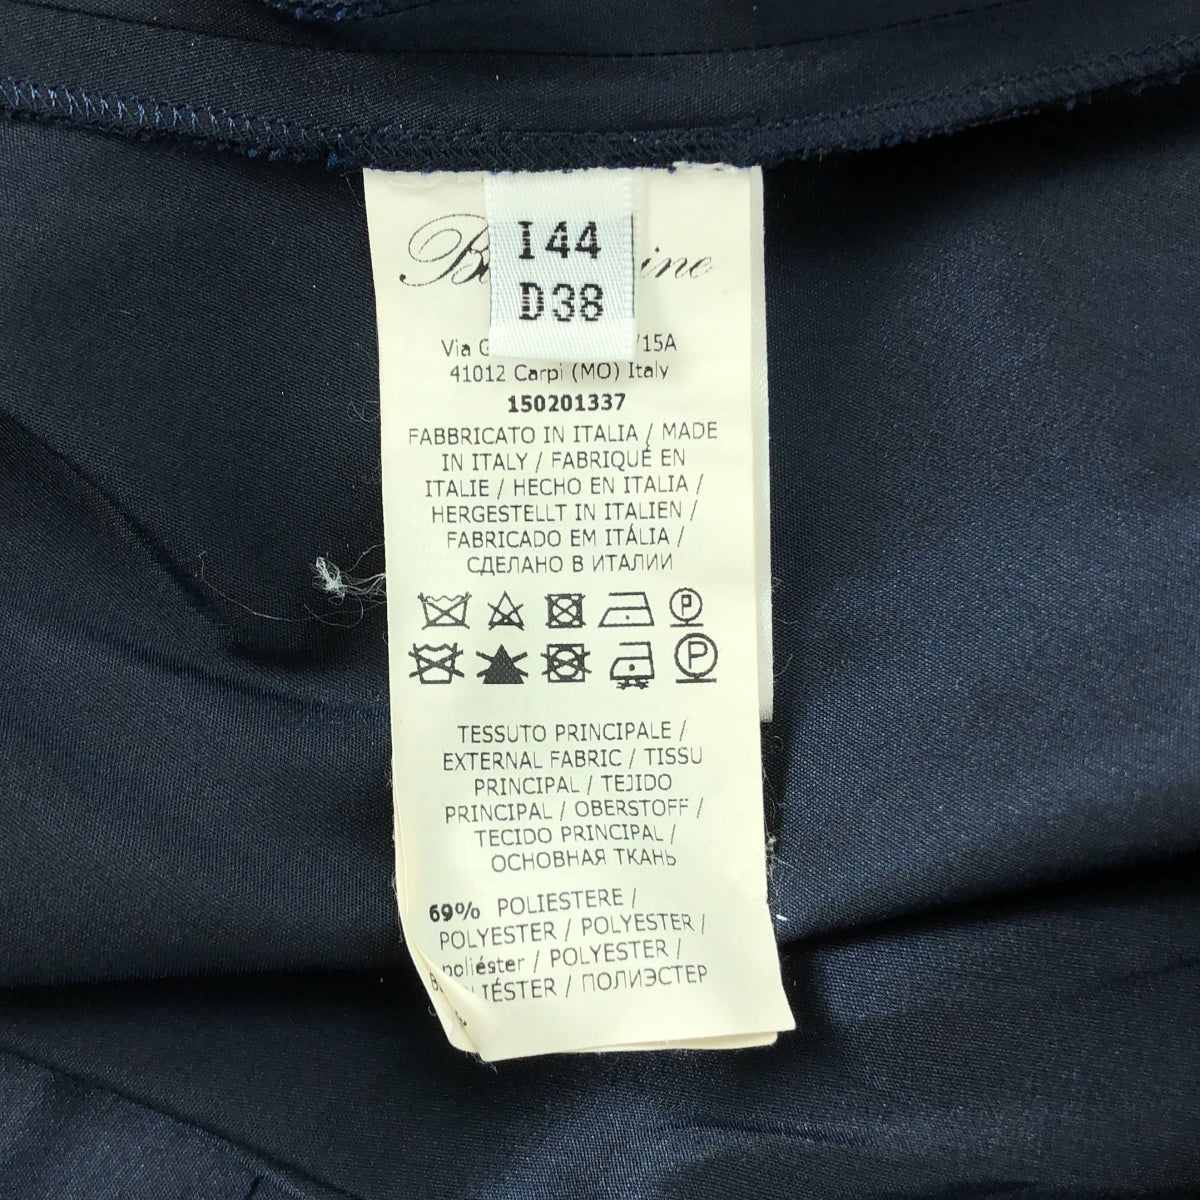 I44
D38
Via
/15A
41012 Carpi (MO) Italy
150201337
FABBRICATO IN ITALIA / MADE
IN ITALY / FABRIQUÉ EN
ITALIE / HECHO EN ITALIA /
HERGESTELLT IN ITALIEN /
FABRICADO EM ITÁLIA /
СДЕЛАНО В ИТАЛИИ
P
P
TESSUTO PRINCIPALE /
EXTERNAL FABRIC / TISSU
PRINCIPAL / TEJIDO
PRINCIPAL / OBERSTOFF /
TECIDO PRINCIPAL /
ОСНОВНАЯ ТКАНЬ
69% POLIESTERE /
POLYESTER / POLYESTER /
poliéster / POLYESTER /
/ ПОЛИЭСТЕР